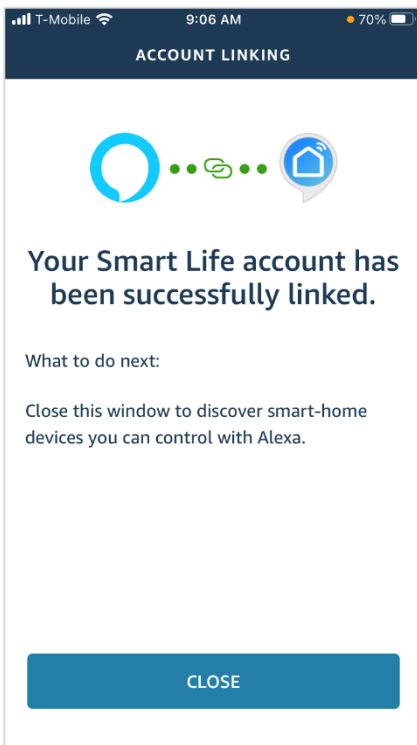 T-Mobile 9:06 AM 70%
ACCOUNT LINKING
Your Smart Life account has
been successfully linked.
What to do next:
Close this window to discover smart-home
devices you can control with Alexa.
CLOSE